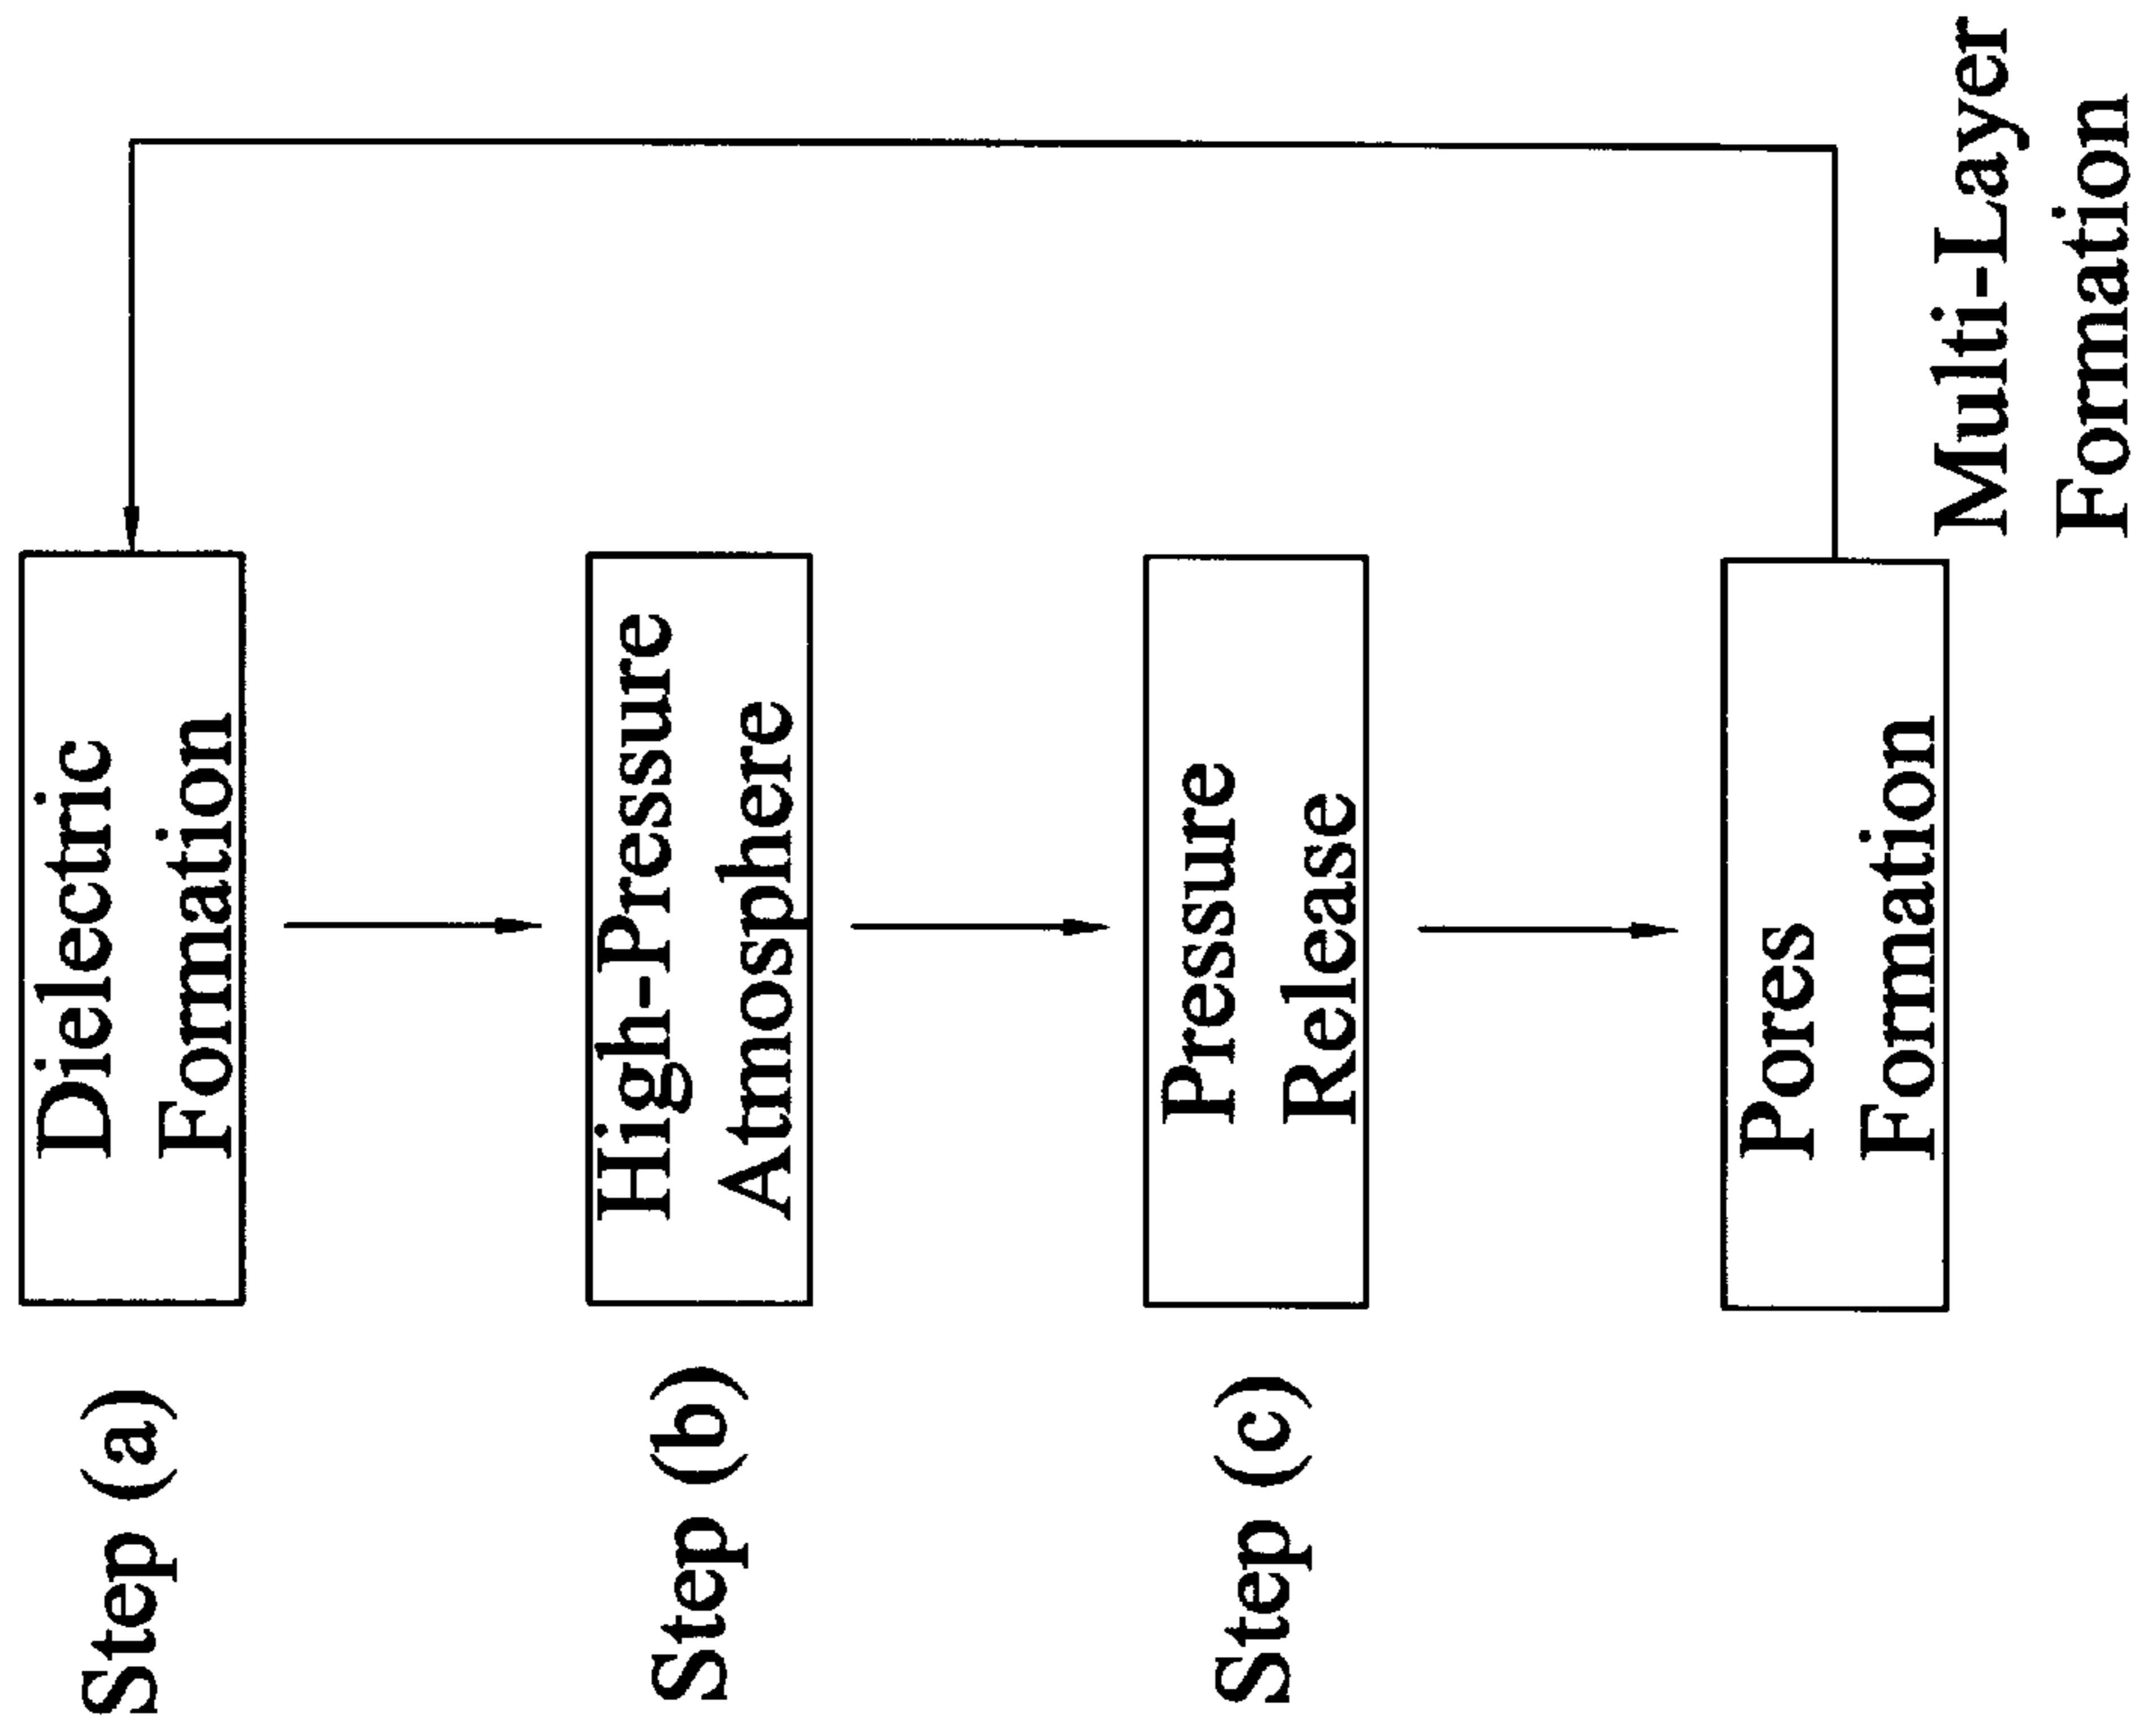 Step (a)
Dielectric
Formation
Step (b)
High-Pressure
Atmosphere
Step (c)
Pressure
Release
Pores
Formation
Multi-Layer
Formation